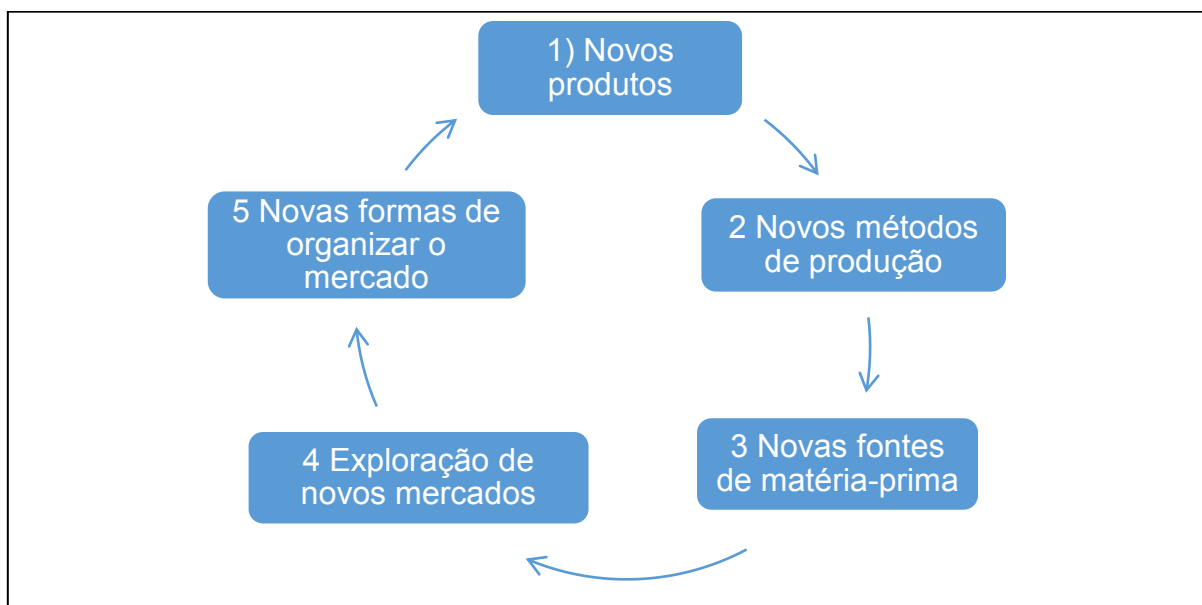 1) Novos
produtos
2 Novos métodos
de produção
3 Novas fontes
de matéria-prima
4 Exploração de
novos mercados
5 Novas formas de
organizar o
mercado